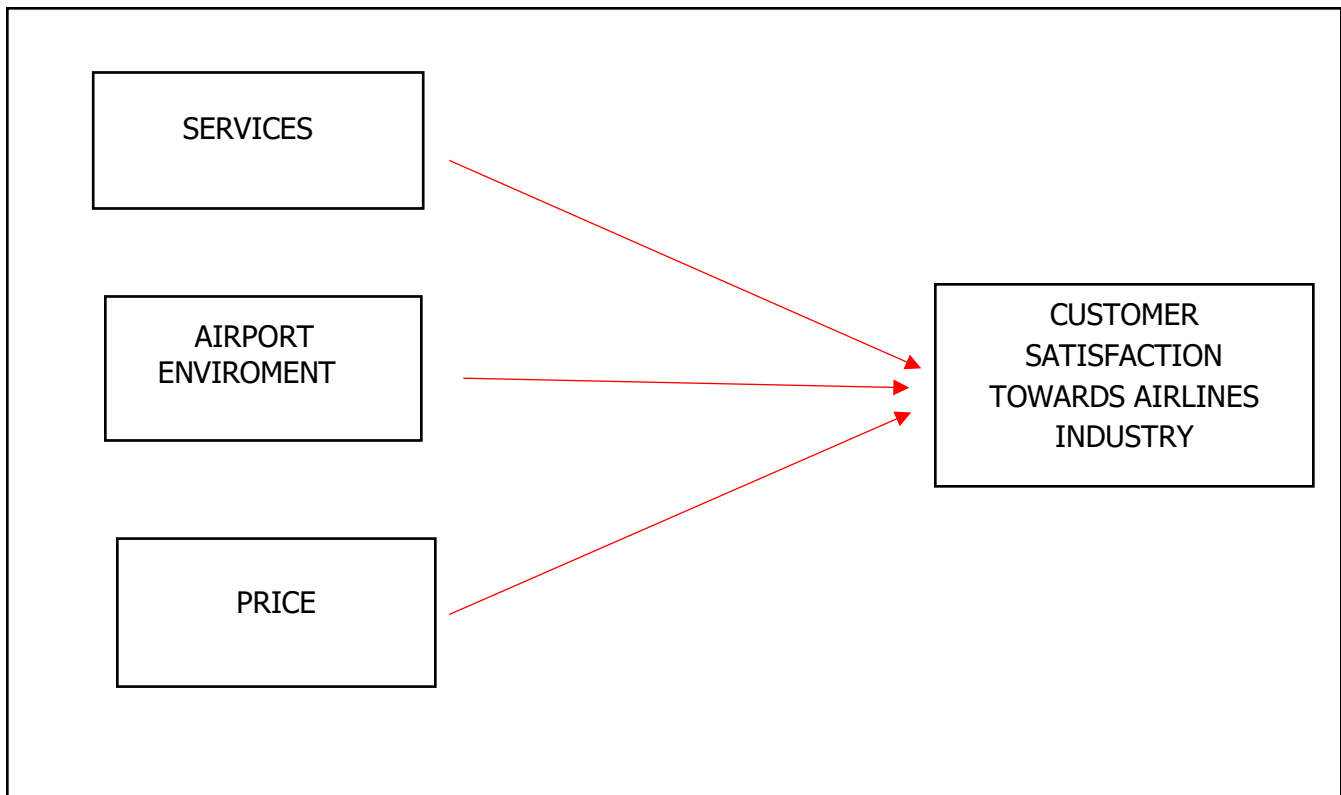 SERVICES
AIRPORT
ENVIROMENT
PRICE
CUSTOMER
SATISFACTION
TOWARDS AIRLINES
INDUSTRY